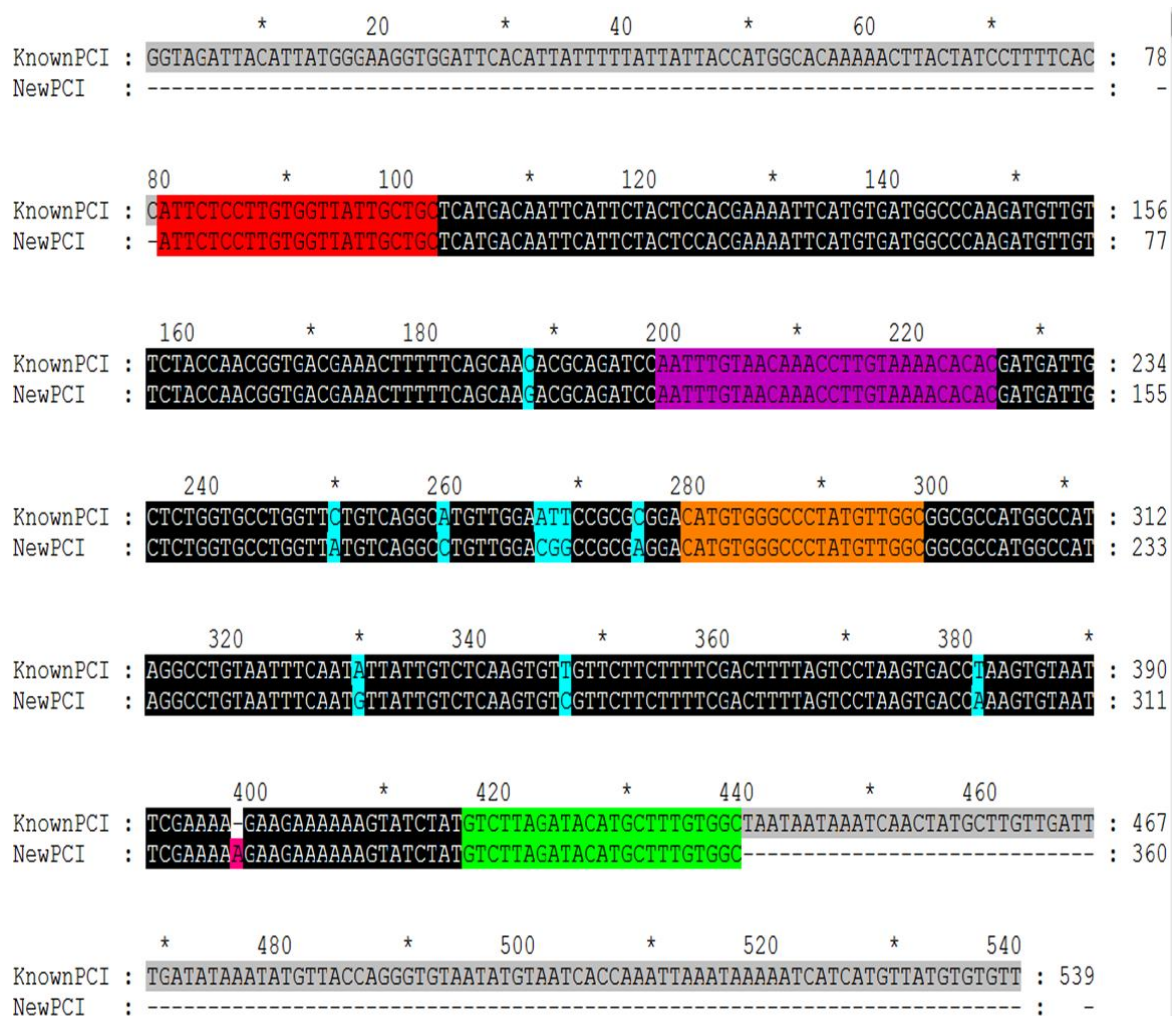 * 20 * 40 * 60 *
KnownPCI : GGTAGATTACATTATGGGAAGGTGGATTCACATTATTTTTATTATTACCATGGCACAAAAACTTACTATCCTTTTCAC : 78
NewPCI : ------------------------------------------------------------------------------ : -
80 * 100 * 120 * 140 *
KnownPCI : CATTCTCCTTGTGGTTATTGCTGCTCATGACAATTCATTCTACTCCACGAAAATTCATGTGATGGCCCAAGATGTTGT : 156
NewPCI : -ATTCTCCTTGTGGTTATTGCTGCTCATGACAATTCATTCTACTCCACGAAAATTCATGTGATGGCCCAAGATGTTGT : 77
160 * 180 * 200 * 220 *
KnownPCI : TCTACCAACGGTGACGAAACTTTTTCAGCAACACGCAGATCCAATTTGTAACAAACCTTGTAAAACACACGATGATTG : 234
NewPCI : TCTACCAACGGTGACGAAACTTTTTCAGCAAGACGCAGATCCAATTTGTAACAAACCTTGTAAAACACACGATGATTG : 155
240 * 260 * 280 * 300 *
KnownPCI : CTCTGGTGCCTGGTTCTGTCAGGCATGTTGGAATTCCGCGCGGACATGTGGGCCCTATGTTGGCGGCGCCATGGCCAT : 312
NewPCI : CTCTGGTGCCTGGTTATGTCAGGCCTGTTGGACGGCCGCGAGGACATGTGGGCCCTATGTTGGCGGCGCCATGGCCAT : 233
320 * 340 * 360 * 380 *
KnownPCI : AGGCCTGTAATTTCAATATTATTGTCTCAAGTGTTGTTCTTCTTTTCGACTTTTAGTCCTAAGTGACCTAAGTGTAAT : 390
NewPCI : AGGCCTGTAATTTCAATGTTATTGTCTCAAGTGTCGTTCTTCTTTTCGACTTTTAGTCCTAAGTGACCAAAGTGTAAT : 311
400 * 420 * 440 * 460
KnownPCI : TCGAAAA-GAAGAAAAAAGTATCTATGTCTTAGATACATGCTTTGTGGCTAATAATAAATCAACTATGCTTGTTGATT : 467
NewPCI : TCGAAAAAGAAGAAAAAAGTATCTATGTCTTAGATACATGCTTTGTGGC----------------------------- : 360
* 480 * 500 * 520 * 540
KnownPCI : TGATATAAATATGTTACCAGGGTGTAATATGTAATCACCAAATTAAATAAAAATCATCATGTTATGTGTGTT : 539
NewPCI : ------------------------------------------------------------------------ : -